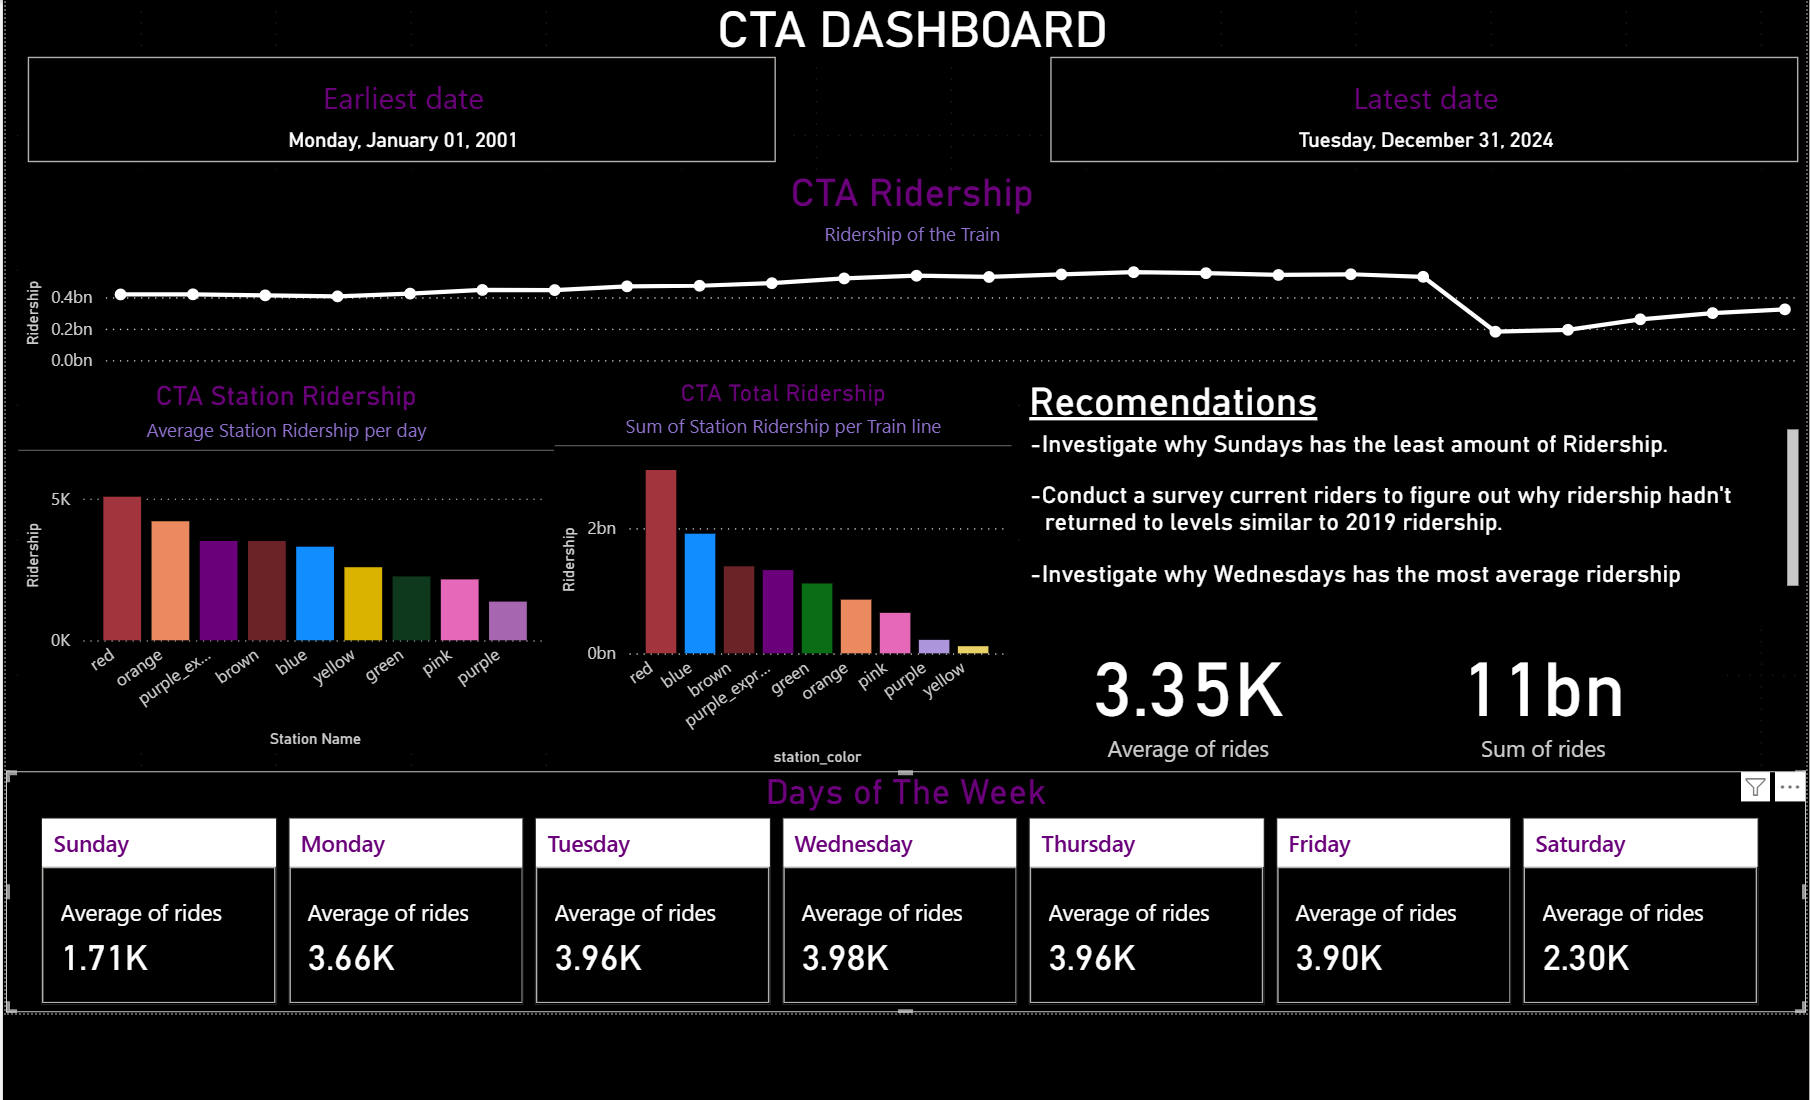 CTA DASHBOARD
Earliest date
Monday, January 01, 2001
Latest date
Tuesday, December 31, 2024
CTA Ridership
Ridership of the Train
Ridership
0.4bn
0.2bn
0.0bn
CTA Station Ridership
Average Station Ridership per day
Ridership
5K
0K
red
orange
purple_ex...
brown
blue
yellow
green
pink
purple
Station Name
CTA Total Ridership
Sum of Station Ridership per Train line
Ridership
2bn
0bn
red
blue
brown
purple_expr...
green
orange
pink
purple
yellow
station_color
Recomendations
-Investigate why Sundays has the least amount of Ridership.
-Conduct a survey current riders to figure out why ridership hadn't
returned to levels similar to 2019 ridership.
-Investigate why Wednesdays has the most average ridership
3.35K
Average of rides
11bn
Sum of rides
Days of The Week
Sunday
Average of rides
1.71K
Monday
Average of rides
3.66K
Tuesday
Average of rides
3.96K
Wednesday
Average of rides
3.98K
Thursday
Average of rides
3.96K
Friday
Average of rides
3.90K
Saturday
Average of rides
2.30K